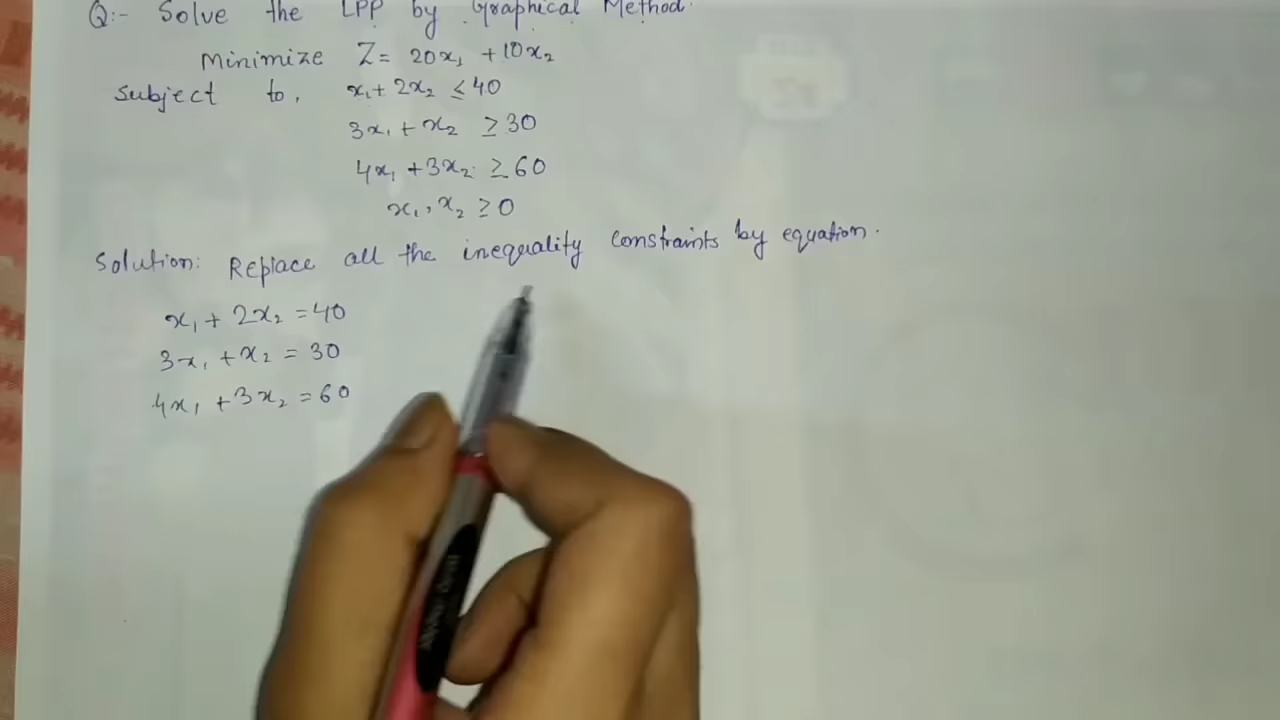 Q:- Solve the LPP by Graphical Method.
Minimize Z = 20x₁ + 10x₂
Subject to, x₁ + 2x₂ ≤ 40
3x₁ + x₂ ≥ 30
4x₁ + 3x₂ ≥ 60
x₁, x₂ ≥ 0
Solution: Replace all the inequality constraints by equation.
x₁ + 2x₂ = 40
3x₁ + x₂ = 30
4x₁ + 3x₂ = 60